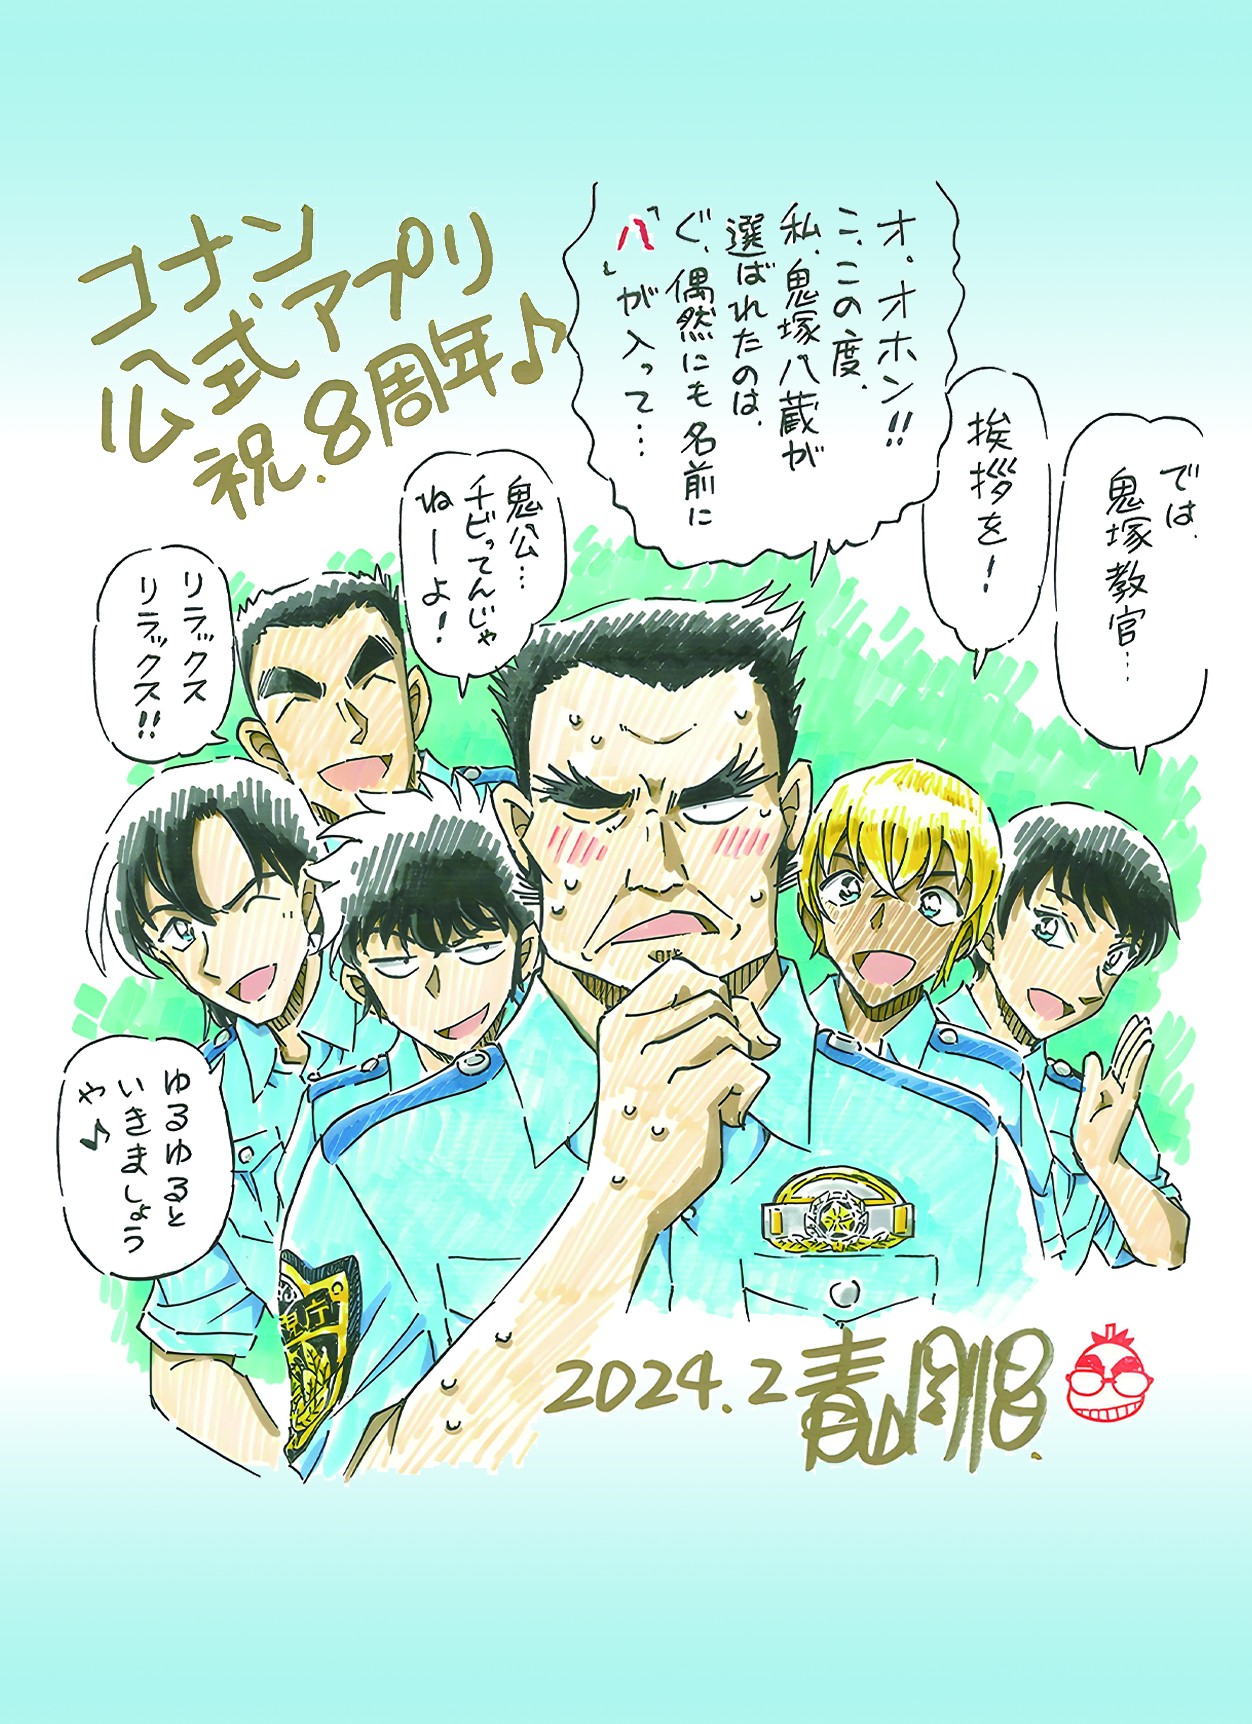 コナン
公式アプリ
祝.8周年♪
では、
鬼塚教官…
挨拶を!
オ、オホン!!
こ、この度、
私、鬼塚八蔵が
選ばれたのは、
ぐ、偶然にも名前に
「八」が入って…
鬼公…
チビってんじゃ
ねーよ!
リラックス
リラックス!!
ゆるゆると
いきましょう
や♪
視庁
2024.2 青山剛昌